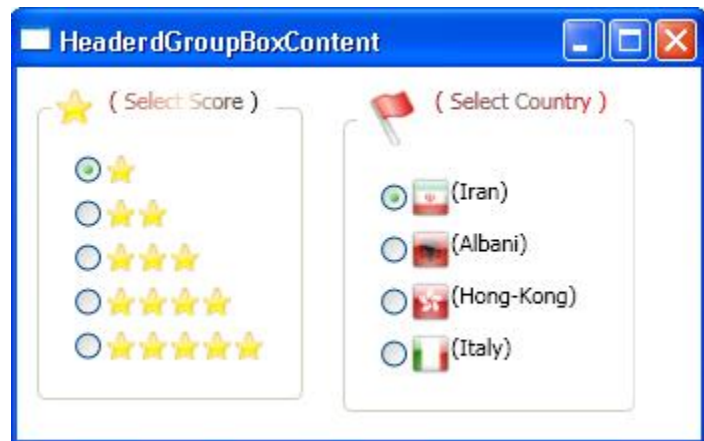 HeaderdGroupBoxContent
( Select Score )
( Select Country )
(Iran)
(Albani)
(Hong-Kong)
(Italy)